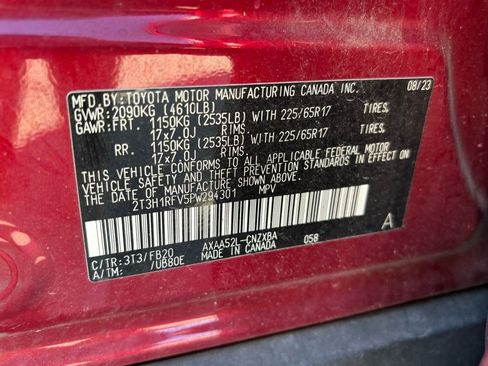 MFD.BY:TOYOTA MOTOR MANUFACTURING CANADA INC. 08/23
GVWR:2090KG (4610LB)
GAWR:FRT. 1150KG (2535LB) WITH 225/65R17 TIRES,
17x7.0J RIMS.
RR. 1150KG (2535LB) WITH 225/65R17 TIRES,
17x7.0J RIMS.
THIS VEHICLE CONFORMS TO ALL APPLICABLE FEDERAL MOTOR
VEHICLE SAFETY AND THEFT PREVENTION STANDARDS IN EFFECT ON
THE DATE OF MANUFACTURE SHOWN ABOVE.
2T3H1RFV5PW294301 MPV
A
C/TR:3T3/FB20 AXAA52L-CNZXBA 058
A/TM: /UB80E MADE IN CANADA